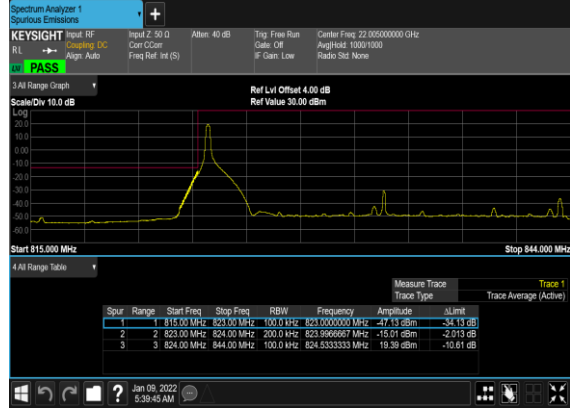 Spectrum Analyzer 1
Spurious Emissions
KEYSIGHT Input: RF Input Z: 50 Ω Atten: 40 dB Trig: Free Run Center Freq: 22.005000000 GHz
RL Coupling: DC Corr CCorr Gate: Off Avg|Hold: 1000/1000
Align: Auto Freq Ref: Int (S) IF Gain: Low Radio Std: None
PASS
3 All Range Graph
Ref Lvl Offset 4.00 dB
Scale/Div 10.0 dB Ref Value 30.00 dBm
Log
20.0
10.0
0.00
-10.0
-20.0
-30.0
-40.0
-50.0
-60.0
Start 815.000 MHz Stop 844.000 MHz
4 All Range Table
Measure Trace Trace 1
Trace Type Trace Average (Active)
Spur Range Start Freq Stop Freq RBW Frequency Amplitude ΔLimit
1 1 815.00 MHz 823.00 MHz 100.0 kHz 823.0000000 MHz -47.13 dBm -34.13 dB
2 2 823.00 MHz 824.00 MHz 200.0 kHz 823.9966667 MHz -15.01 dBm -2.013 dB
3 3 824.00 MHz 844.00 MHz 100.0 kHz 824.5333333 MHz 19.39 dBm -10.61 dB
Jan 09, 2022
5:39:45 AM